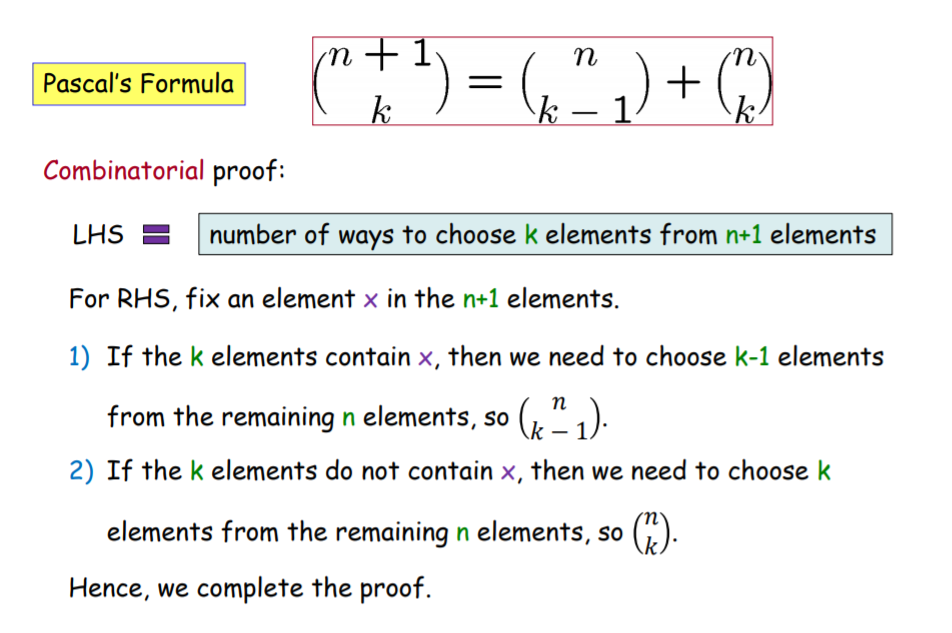 Pascal's Formula
\binom{n+1}{k} = \binom{n}{k-1} + \binom{n}{k}
Combinatorial proof:
LHS = number of ways to choose k elements from n+1 elements
For RHS, fix an element x in the n+1 elements.
1) If the k elements contain x, then we need to choose k-1 elements
from the remaining n elements, so \binom{n}{k-1}.
2) If the k elements do not contain x, then we need to choose k
elements from the remaining n elements, so \binom{n}{k}.
Hence, we complete the proof.